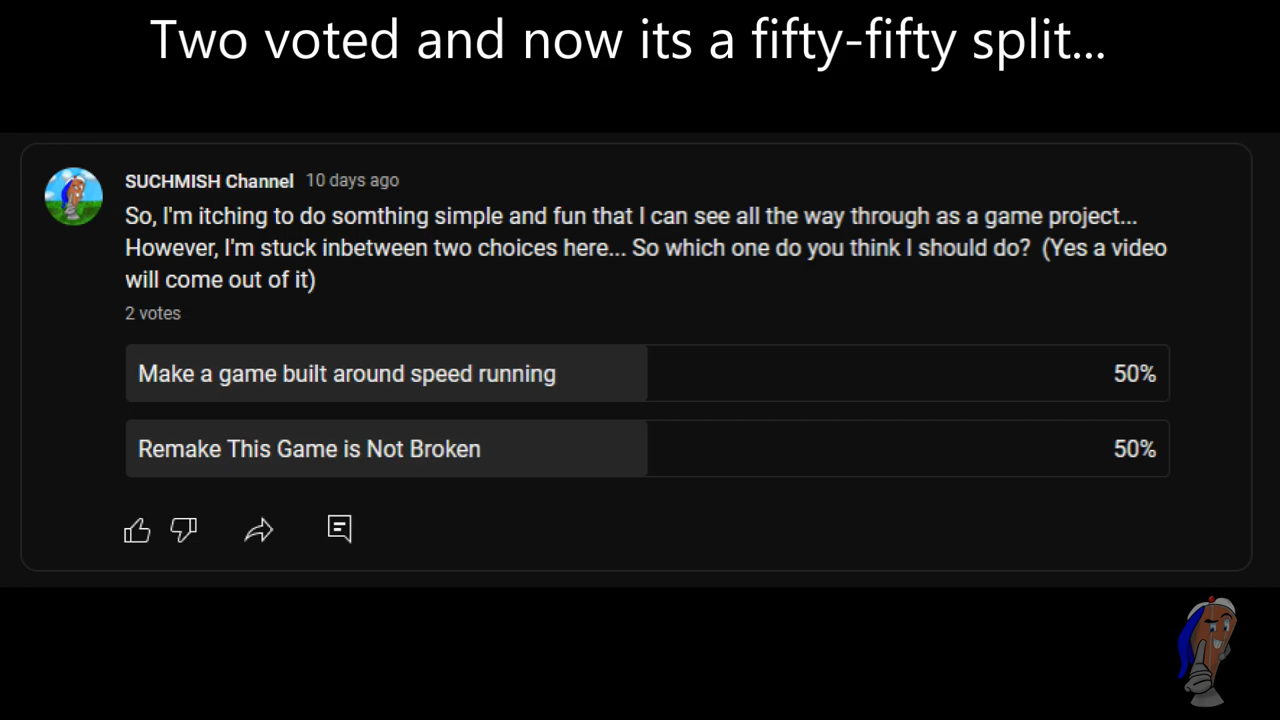 Two voted and now its a fifty-fifty split...
SUCHMISH Channel 10 days ago
So, I'm itching to do somthing simple and fun that I can see all the way through as a game project...
However, I'm stuck inbetween two choices here... So which one do you think I should do?  (Yes a video
will come out of it)
2 votes
Make a game built around speed running 50%
Remake This Game is Not Broken 50%